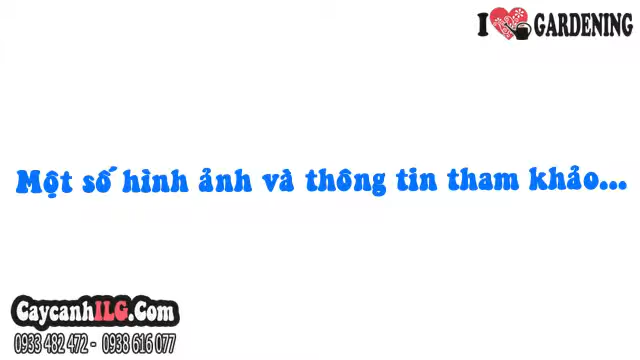 I GARDENING
Một số hình ảnh và thông tin tham khảo...
CaycanhILG.Com
0933 482 472 - 0938 616 077